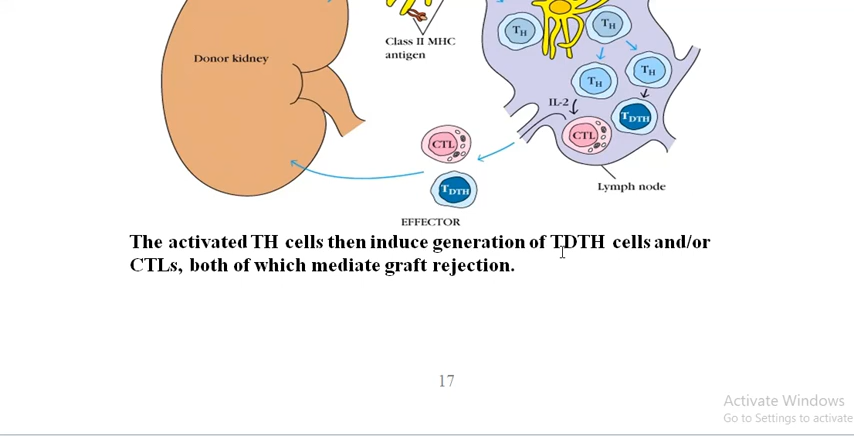 Donor kidney
Class II MHC
antigen
TH
TH
TH
TH
IL-2
CTL
TDTH
Lymph node
CTL
TDTH
EFFECTOR
The activated TH cells then induce generation of TDTH cells and/or
CTLs, both of which mediate graft rejection.
17
Activate Windows
Go to Settings to activate